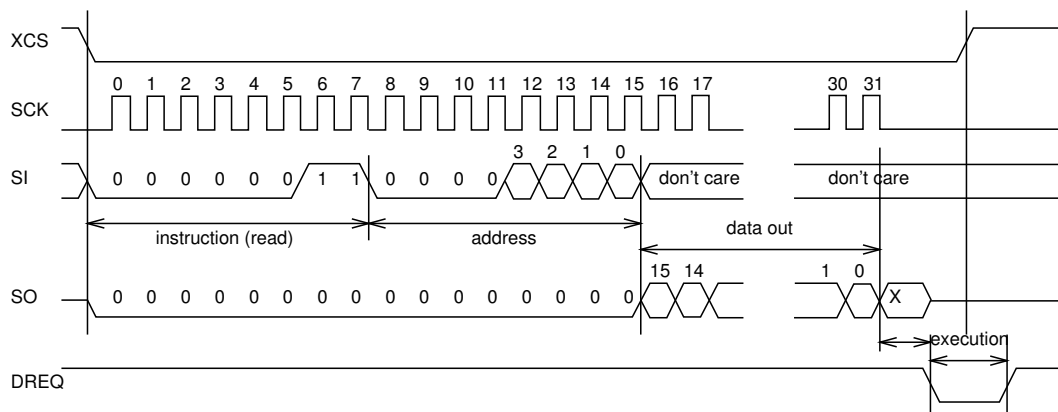 XCS
0 1 2 3 4 5 6 7 8 9 10 11 12 13 14 15 16 17 30 31
SCK
3 2 1 0
SI 0 0 0 0 0 0 1 1 0 0 0 0 don't care don't care
instruction (read) address data out
15 14 1 0
SO 0 0 0 0 0 0 0 0 0 0 0 0 0 0 0 0 X
execution
DREQ